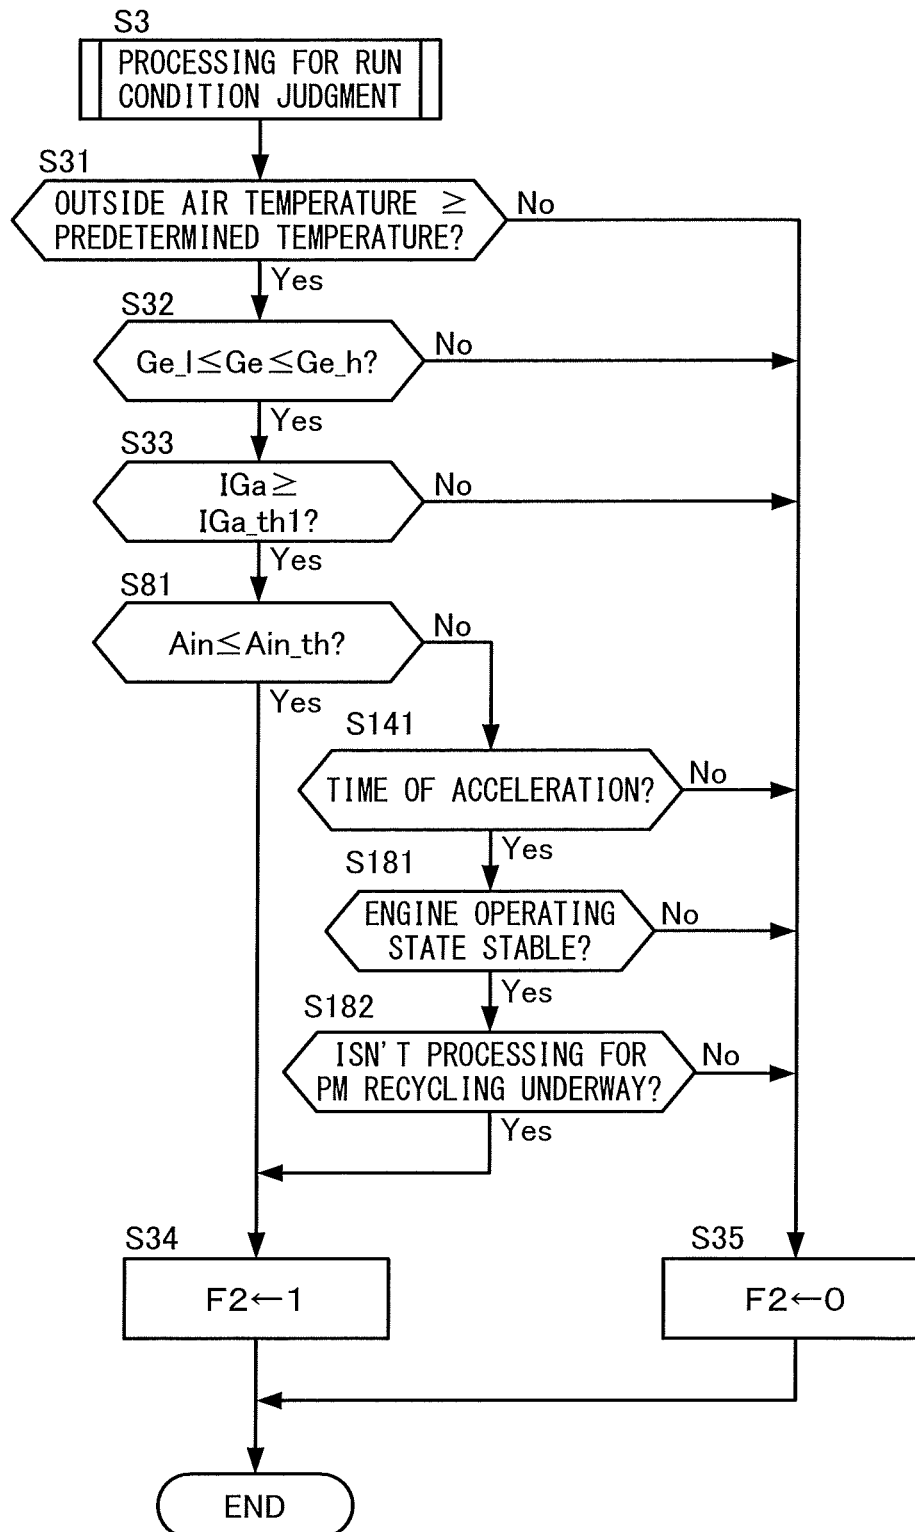 S3
PROCESSING FOR RUN
CONDITION JUDGMENT
S31
OUTSIDE AIR TEMPERATURE ≧
PREDETERMINED TEMPERATURE?
No
Yes
S32
Ge_l≦Ge≦Ge_h?
No
Yes
S33
IGa≧
IGa_th1?
No
Yes
S81
Ain≦Ain_th?
No
Yes
S141
TIME OF ACCELERATION?
No
Yes
S181
ENGINE OPERATING
STATE STABLE?
No
Yes
S182
ISN'T PROCESSING FOR
PM RECYCLING UNDERWAY?
No
Yes
S34
F2←1
S35
F2←0
END